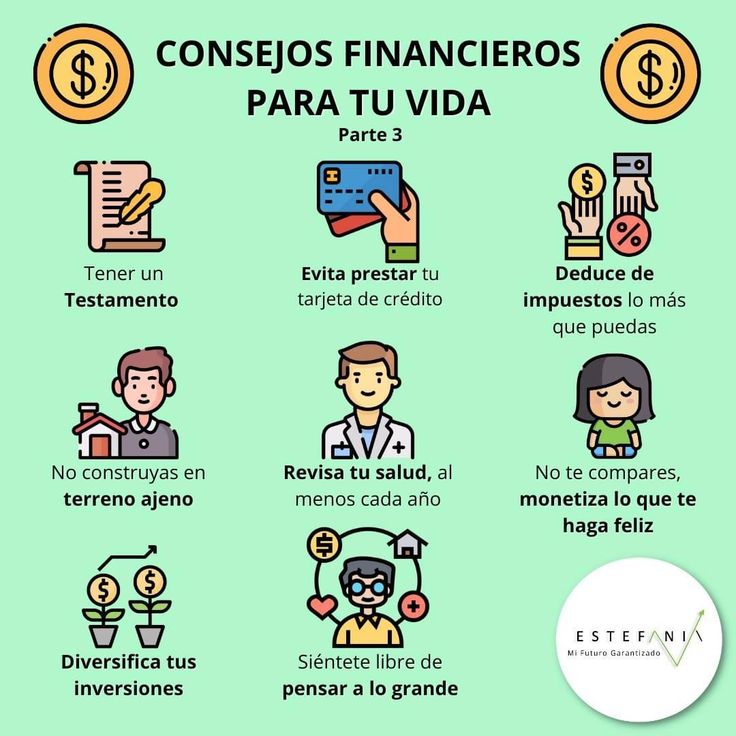 CONSEJOS FINANCIEROS
PARA TU VIDA
Parte 3
Tener un
Testamento
Evita prestar tu
tarjeta de crédito
Deduce de
impuestos lo más
que puedas
No construyas en
terreno ajeno
Revisa tu salud, al
menos cada año
No te compares,
monetiza lo que te
haga feliz
Diversifica tus
inversiones
Siéntete libre de
pensar a lo grande
ESTEFANIA
Mi Futuro Garantizado